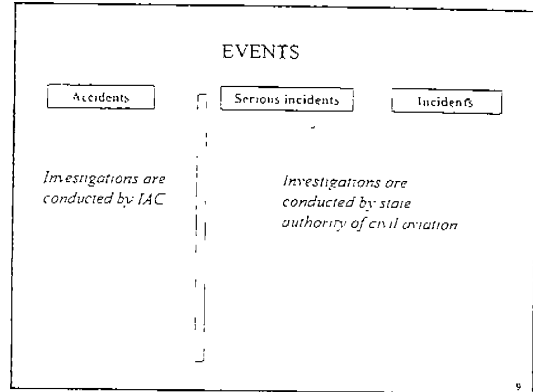 EVENTS
Accidents
Serious incidents
Incidents
Investigations are
conducted by IAC
Investigations are
conducted by state
authority of civil aviation
9